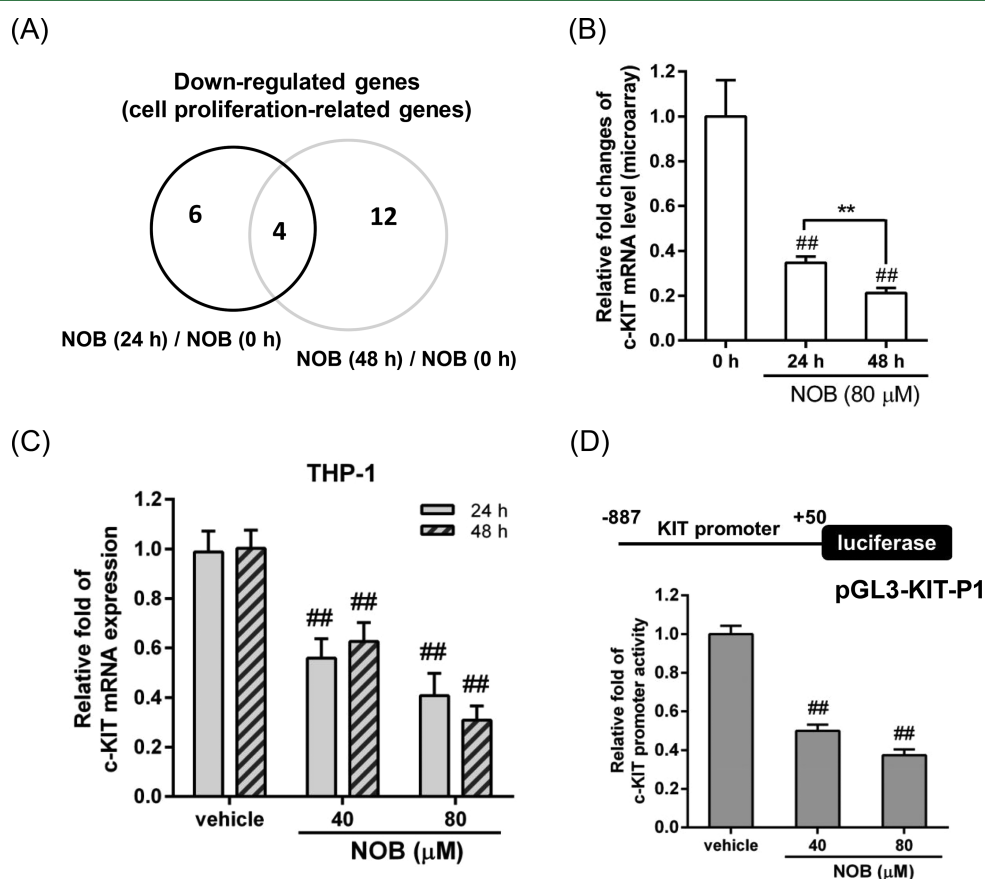 (A)
Down-regulated genes
(cell proliferation-related genes)
6
4
12
NOB (24 h) / NOB (0 h)
NOB (48 h) / NOB (0 h)
(B)
Relative fold changes of
c-KIT mRNA level (microarray)
1.2
1.0
0.8
0.6
0.4
0.2
0.0
**
##
##
0 h
24 h
48 h
NOB (80 μM)
(C)
THP-1
Relative fold of
c-KIT mRNA expression
1.2
1.0
0.8
0.6
0.4
0.2
0.0
24 h
48 h
##
##
##
##
vehicle
40
80
NOB (μM)
(D)
-887
KIT promoter
+50
luciferase
pGL3-KIT-P1
Relative fold of
c-KIT promoter activity
1.2
1.0
0.8
0.6
0.4
0.2
0.0
##
##
vehicle
40
80
NOB (μM)